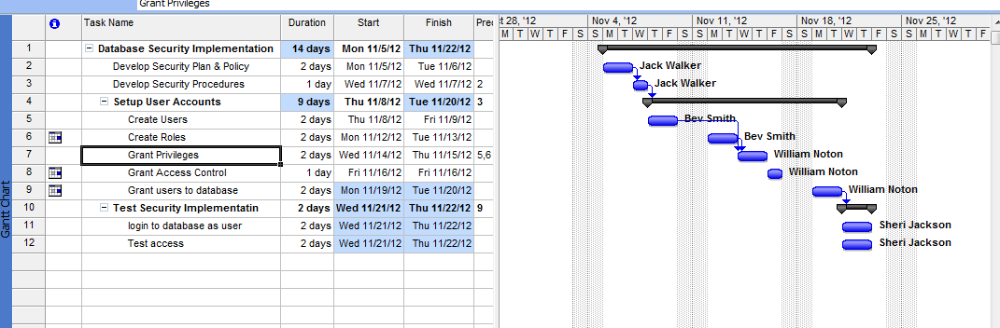 Grant Privileges
Task Name Duration Start Finish Pred
t 28, '12 Nov 4, '12 Nov 11, '12 Nov 18, '12 Nov 25, '12
M T W T F S S M T W T F S S M T W T F S S M T W T F S S M T W T F
1 Database Security Implementation 14 days Mon 11/5/12 Thu 11/22/12
2 Develop Security Plan & Policy 2 days Mon 11/5/12 Tue 11/6/12 Jack Walker
3 Develop Security Procedures 1 day Wed 11/7/12 Wed 11/7/12 2 Jack Walker
4 Setup User Accounts 9 days Thu 11/8/12 Tue 11/20/12 3
5 Create Users 2 days Thu 11/8/12 Fri 11/9/12 Bev Smith
6 Create Roles 2 days Mon 11/12/12 Tue 11/13/12 Bev Smith
7 Grant Privileges 2 days Wed 11/14/12 Thu 11/15/12 5,6 William Noton
8 Grant Access Control 1 day Fri 11/16/12 Fri 11/16/12 William Noton
9 Grant users to database 2 days Mon 11/19/12 Tue 11/20/12 William Noton
10 Test Security Implementatin 2 days Wed 11/21/12 Thu 11/22/12 9
11 login to database as user 2 days Wed 11/21/12 Thu 11/22/12 Sheri Jackson
12 Test access 2 days Wed 11/21/12 Thu 11/22/12 Sheri Jackson
Gantt Chart